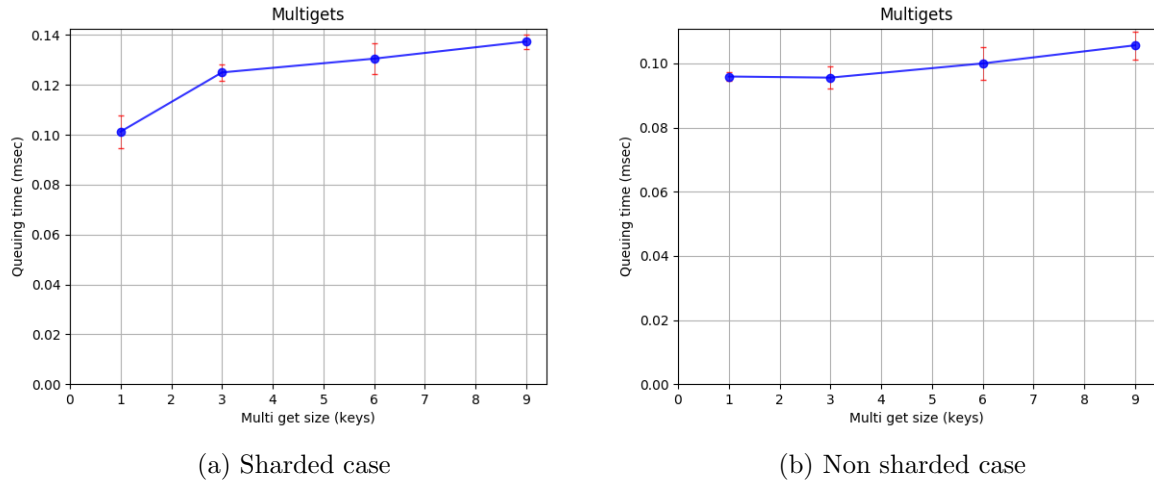 Multigets
0.14
0.12
0.10
0.08
0.06
0.04
0.02
0.00
Queuing time (msec)
0 1 2 3 4 5 6 7 8 9
Multi get size (keys)
(a) Sharded case
Multigets
0.10
0.08
0.06
0.04
0.02
0.00
Queuing time (msec)
0 1 2 3 4 5 6 7 8 9
Multi get size (keys)
(b) Non sharded case